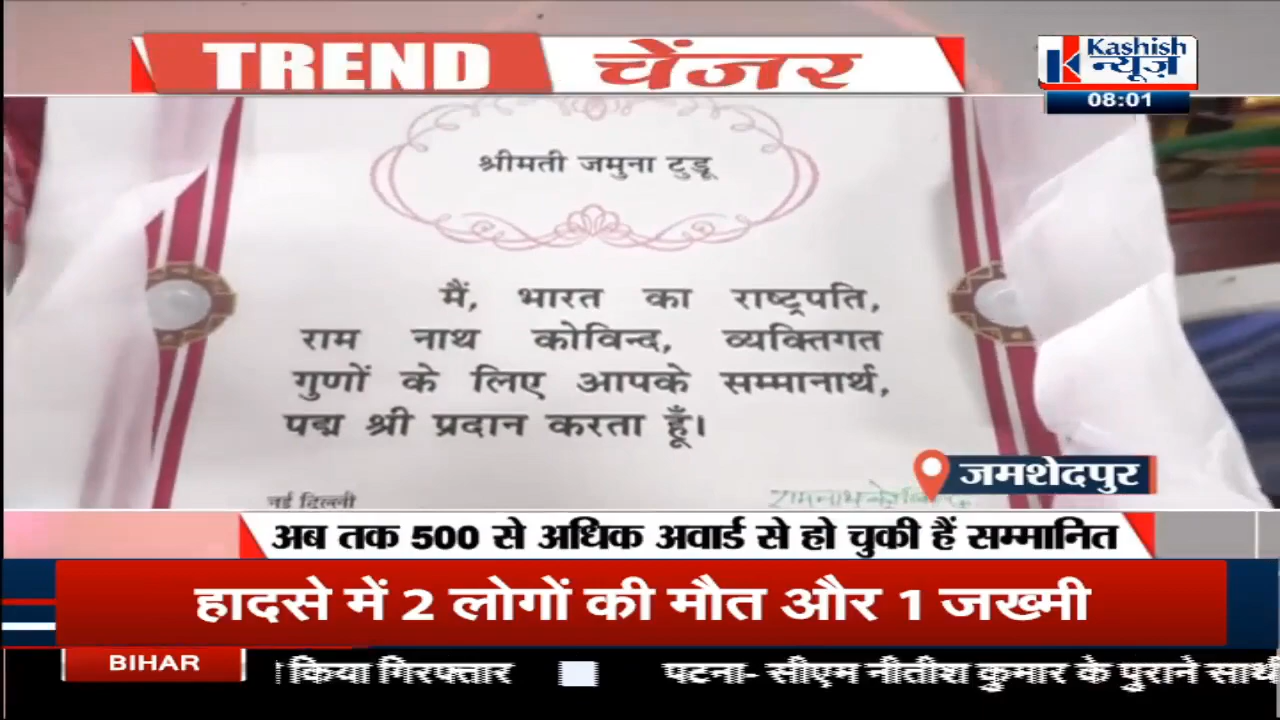 TREND चेंजर
Kashish
न्यूज़
08:01
श्रीमती जमुना टुडू
मैं, भारत का राष्ट्रपति,
राम नाथ कोविन्द, व्यक्तिगत
गुणों के लिए आपके सम्मानार्थ,
पद्म श्री प्रदान करता हूँ।
नई दिल्ली
जमशेदपुर
अब तक 500 से अधिक अवार्ड से हो चुकी हैं सम्मानित
हादसे में 2 लोगों की मौत और 1 जख्मी
BIHAR
किया गिरफ्तार
पटना- सीएम नीतीश कुमार के पुराने साथी